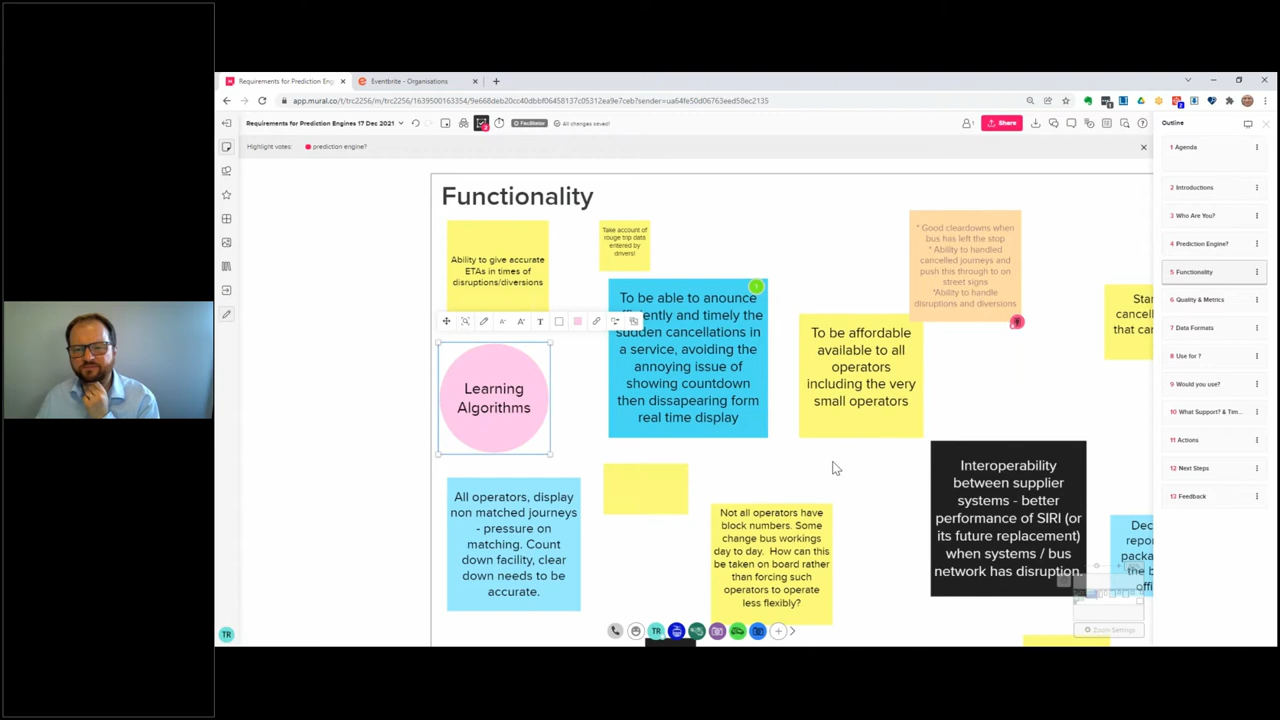 Requirements for Prediction Eng
Eventbrite - Organisations
app.mural.co/t/trc2256/m/trc2256/1639500163354/9e668deb20cc40dbbf06458137c05312ea9e7ceb?sender=ua64fe50d06763eed58ec2135
Requirements for Prediction Engines 17 Dec 2021
Facilitator
All changes saved!
1
Share
Outline
Highlight votes:
prediction engine?
1 Agenda
2 Introductions
3 Who Are You?
4 Prediction Engine?
5 Functionality
6 Quality & Metrics
7 Data Formats
8 Use for ?
9 Would you use?
10 What Support? & Tim...
11 Actions
12 Next Steps
13 Feedback
Functionality
Ability to give accurate
ETAs in times of
disruptions/diversions
Take account of
rouge trip data
entered by
drivers!
To be able to anounce
sudden cancellations in
a service, avoiding the
annoying issue of
showing countdown
then dissapearing form
real time display
1
To be affordable
available to all
operators
including the very
small operators
* Good cleardowns when
bus has left the stop
* Ability to handled
cancelled journeys and
push this through to on
street signs
*Ability to handle
disruptions and diversions
Learning
Algorithms
All operators, display
non matched journeys
- pressure on
matching. Count
down facility, clear
down needs to be
accurate.
Not all operators have
block numbers. Some
change bus workings
day to day. How can this
be taken on board rather
than forcing such
operators to operate
less flexibly?
Interoperability
between supplier
systems - better
performance of SIRI (or
its future replacement)
when systems / bus
network has disruption.
TR
TR
Zoom Settings